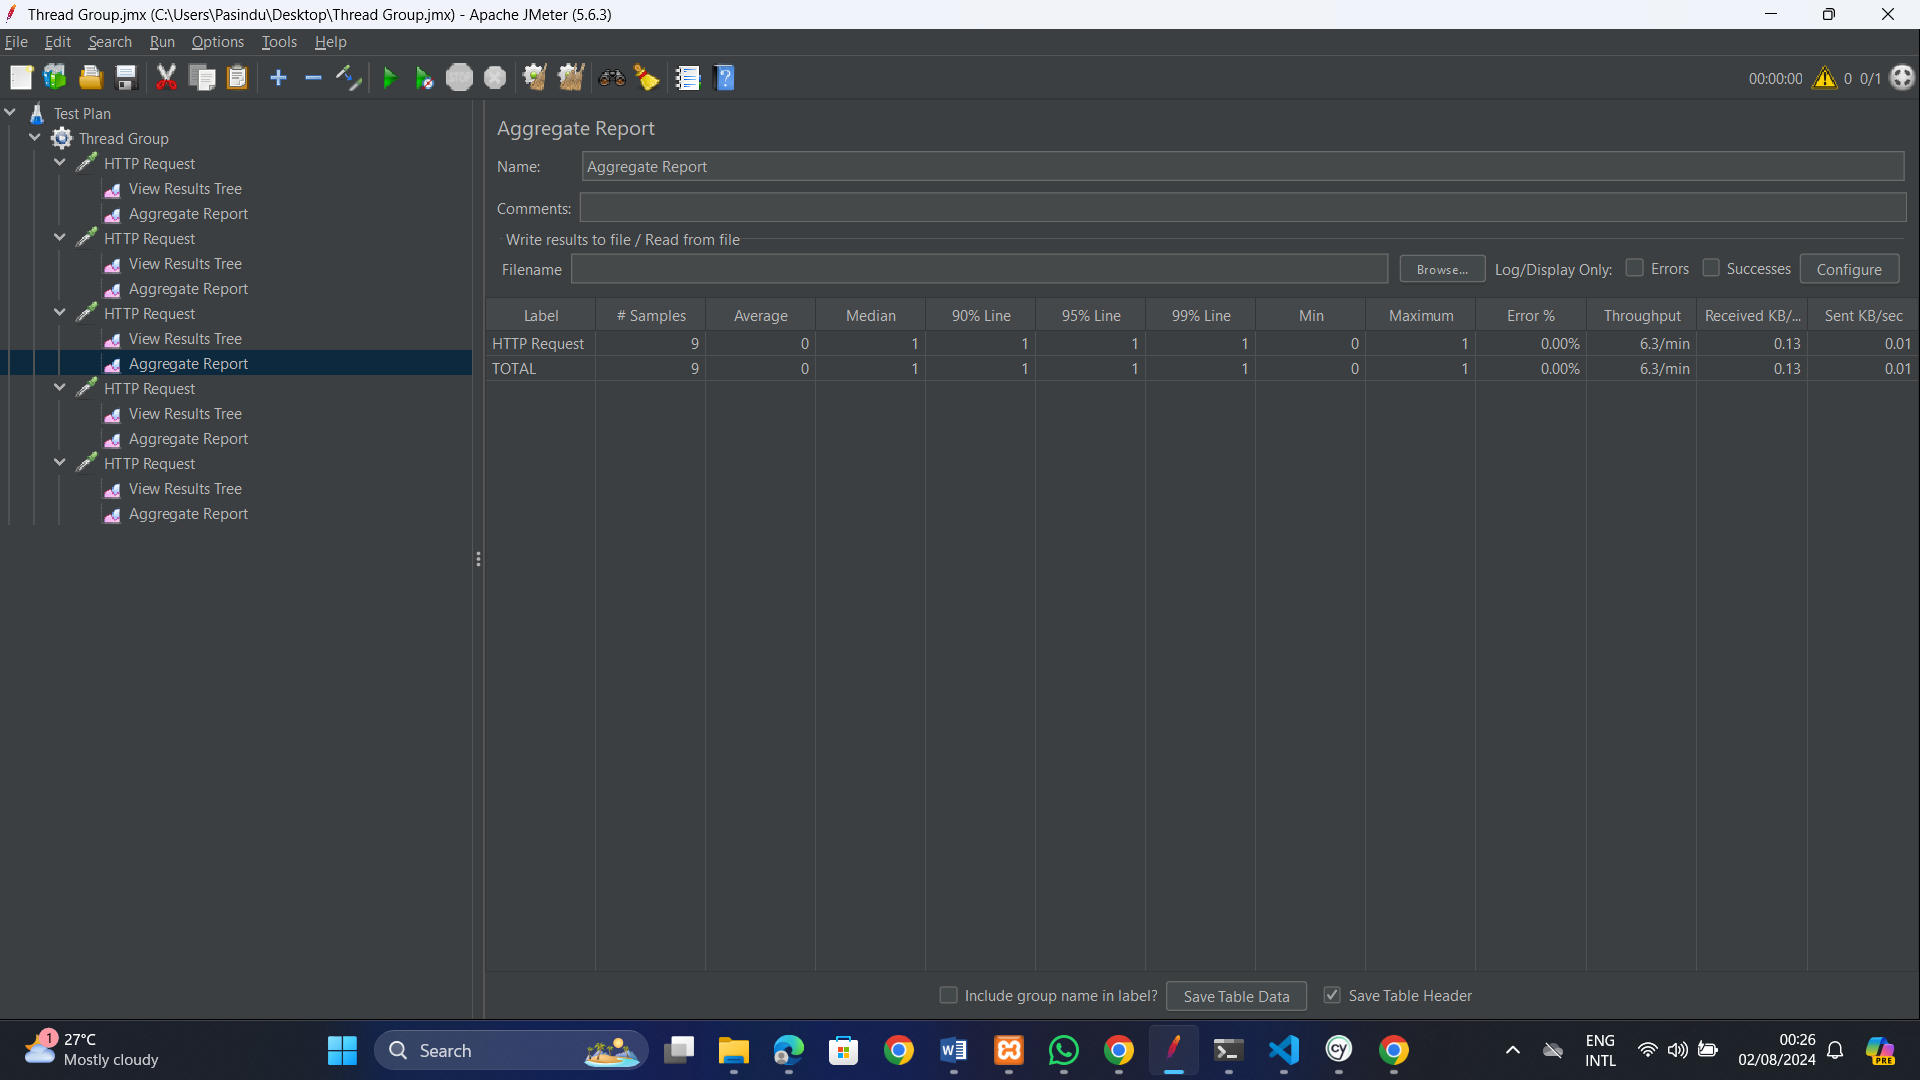 Thread Group.jmx (C:\Users\Pasindu\Desktop\Thread Group.jmx) - Apache JMeter (5.6.3)
File Edit Search Run Options Tools Help
STOP
00:00:00 0 0/1
Test Plan
Thread Group
HTTP Request
View Results Tree
Aggregate Report
HTTP Request
View Results Tree
Aggregate Report
HTTP Request
View Results Tree
Aggregate Report
HTTP Request
View Results Tree
Aggregate Report
HTTP Request
View Results Tree
Aggregate Report
Aggregate Report
Name: Aggregate Report
Comments:
Write results to file / Read from file
Filename Browse... Log/Display Only: Errors Successes Configure
Label # Samples Average Median 90% Line 95% Line 99% Line Min Maximum Error % Throughput Received KB/... Sent KB/sec
HTTP Request 9 0 1 1 1 1 0 1 0.00% 6.3/min 0.13 0.01
TOTAL 9 0 1 1 1 1 0 1 0.00% 6.3/min 0.13 0.01
Include group name in label? Save Table Data Save Table Header
1 27°C
Mostly cloudy
Search
CY
ENG
INTL
00:26
02/08/2024
PRE